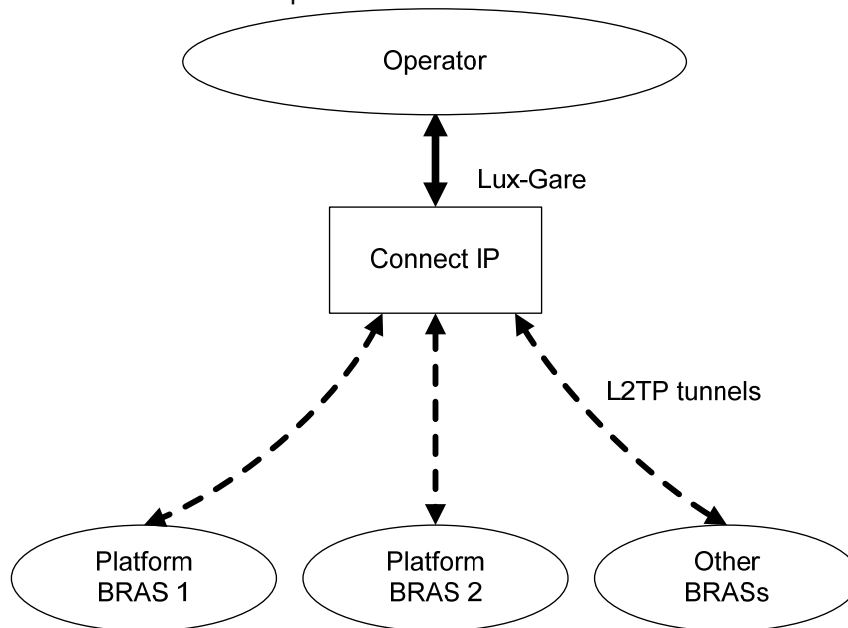 Operator
Lux-Gare
Connect IP
L2TP tunnels
Platform
BRAS 1
Platform
BRAS 2
Other
BRASs